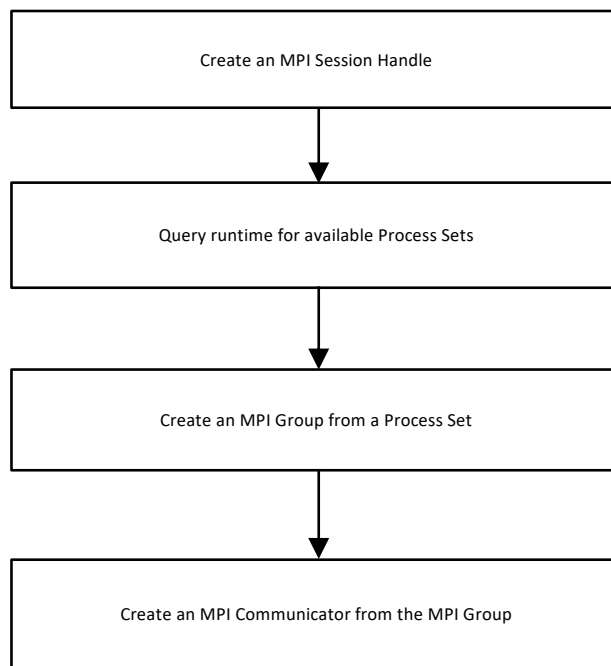 Create an MPI Session Handle
Query runtime for available Process Sets
Create an MPI Group from a Process Set
Create an MPI Communicator from the MPI Group